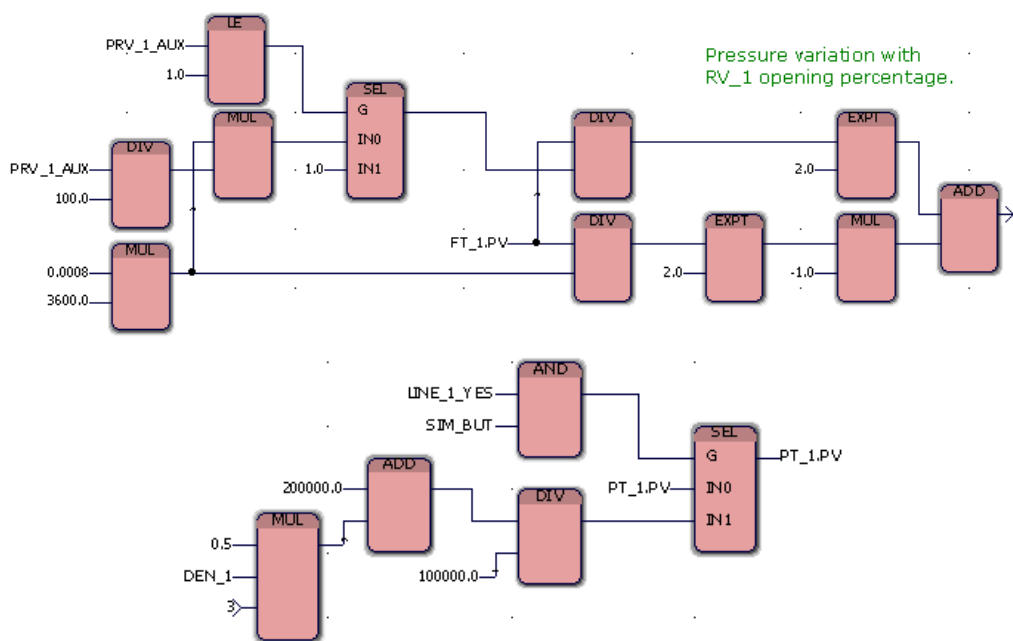 LE
PRV_1_AUX
1.0
Pressure variation with
RV_1 opening percentage.
SEL
G
IN0
IN1
1.0
MUL
DIV
PRV_1_AUX
100.0
MUL
0.0008
3600.0
DIV
EXPT
2.0
ADD
FT_1.PV
DIV
EXPT
2.0
MUL
-1.0
AND
LINE_1_YES
SIM_BUT
SEL
G
IN0
IN1
PT_1.PV
PT_1.PV
ADD
200000.0
DIV
100000.0
MUL
0.5
DEN_1
3